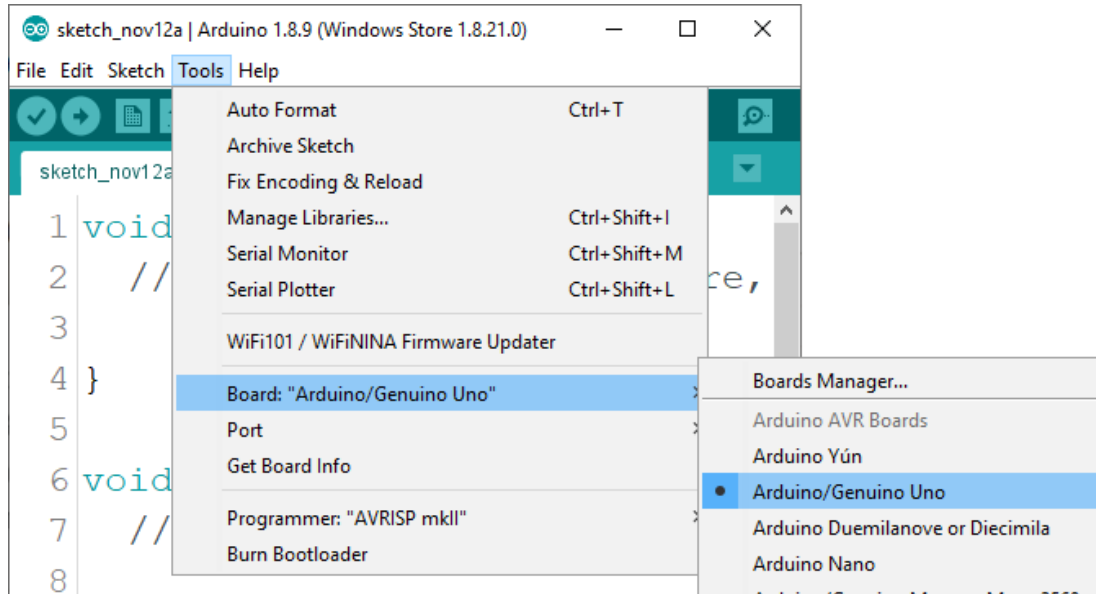 sketch_nov12a | Arduino 1.8.9 (Windows Store 1.8.21.0)
File Edit Sketch Tools Help
Auto Format Ctrl+T
Archive Sketch
sketch_nov12a
Fix Encoding & Reload
1 void
Manage Libraries... Ctrl+Shift+I
Serial Monitor Ctrl+Shift+M
2 // re,
Serial Plotter Ctrl+Shift+L
3
WiFi101 / WiFiNINA Firmware Updater
4 }
Board: "Arduino/Genuino Uno"
Boards Manager...
5
Port
Arduino AVR Boards
Get Board Info
Arduino Yún
6 void
Arduino/Genuino Uno
7 //
Programmer: "AVRISP mkII"
Arduino Duemilanove or Diecimila
Burn Bootloader
Arduino Nano
8